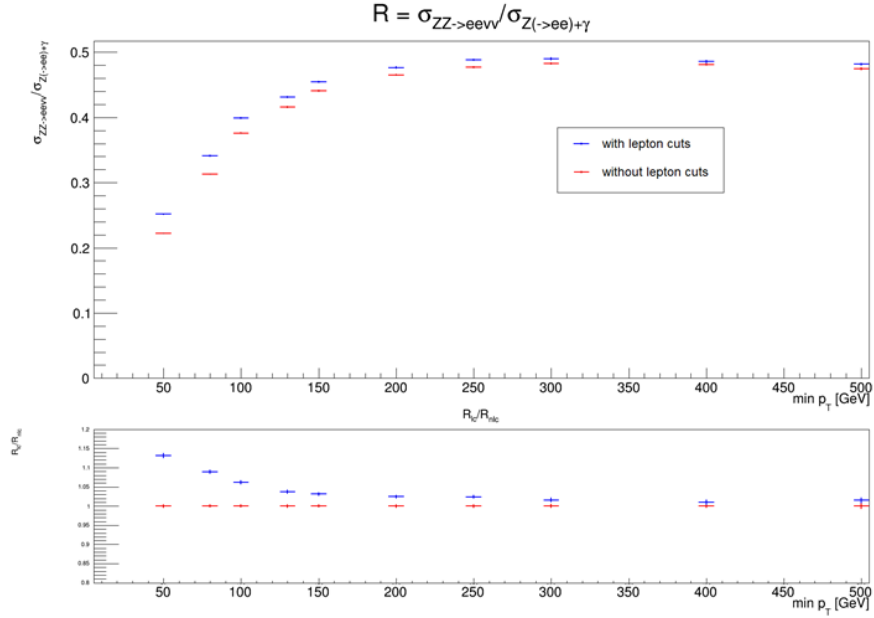 R = σZZ->eevv/σZ(->ee)+γ
σZZ->eevv/σZ(->ee)+γ
0.5
0.4
0.3
0.2
0.1
0
with lepton cuts
without lepton cuts
50 100 150 200 250 300 350 400 450 500
min pT [GeV]
Rlc/Rnlc
Rlc/Rnlc
1.2
1.15
1.1
1.05
1
0.95
0.9
0.85
0.8
50 100 150 200 250 300 350 400 450 500
min pT [GeV]